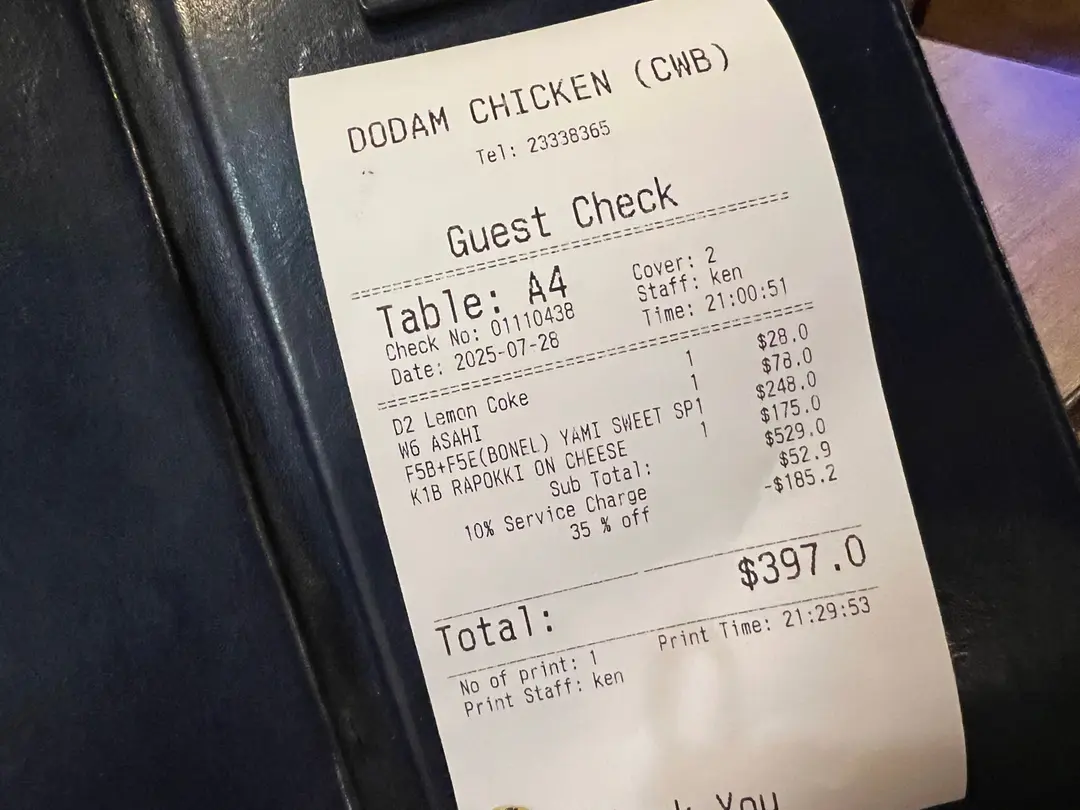 DODAM CHICKEN (CWB)
Tel: 23338365
Guest Check
Table: A4 Cover: 2
Check No: 01110438 Staff: ken
Date: 2025-07-28 Time: 21:00:51
D2 Lemon Coke 1 $28.0
W6 ASAHI 1 $78.0
F5B+F5E(BONEL) YAMI SWEET SP1 $248.0
K1B RAPOKKI ON CHEESE 1 $175.0
Sub Total: $529.0
10% Service Charge $52.9
35 % off -$185.2
Total: $397.0
No of print: 1 Print Time: 21:29:53
Print Staff: ken
You